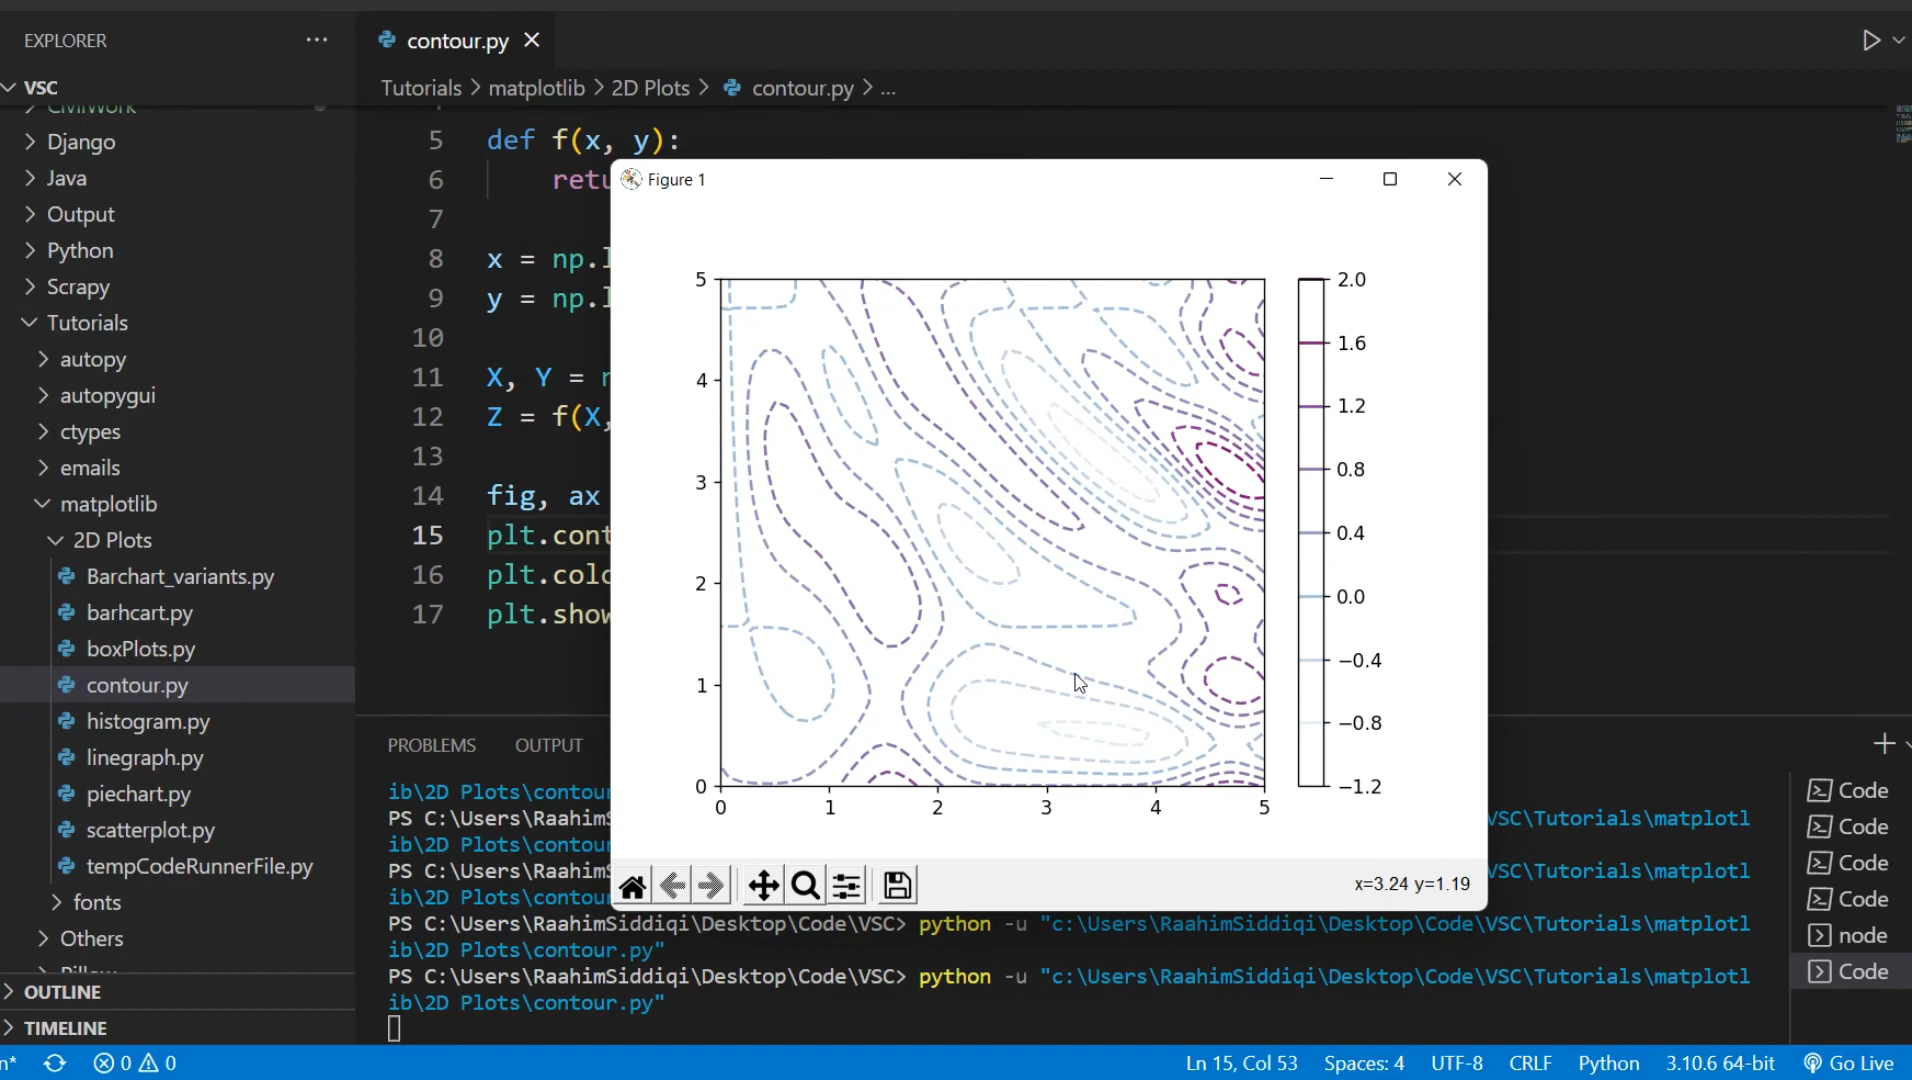 EXPLORER
contour.py
VSC
Tutorials matplotlib 2D Plots contour.py ...
CivilWork
Django
Java
Output
Python
Scrapy
Tutorials
autopy
autopygui
ctypes
emails
matplotlib
2D Plots
Barchart_variants.py
barhcart.py
boxPlots.py
contour.py
histogram.py
linegraph.py
piechart.py
scatterplot.py
tempCodeRunnerFile.py
fonts
Others
OUTLINE
TIMELINE
5 def f(x, y):
6 retu
7
8 x = np.l
9 y = np.l
10
11 X, Y =
12 Z = f(X,
13
14 fig, ax
15 plt.cont
16 plt.colo
17 plt.show
Figure 1
5
4
3
2
1
0
0 1 2 3 4 5
2.0
1.6
1.2
0.8
0.4
0.0
−0.4
−0.8
−1.2
x=3.24 y=1.19
PROBLEMS OUTPUT
ib\2D Plots\contour
PS C:\Users\RaahimS VSC\Tutorials\matplotl
ib\2D Plots\contour
PS C:\Users\RaahimS VSC\Tutorials\matplotl
ib\2D Plots\contour
PS C:\Users\RaahimSiddiqi\Desktop\Code\VSC> python -u "c:\Users\RaahimSiddiqi\Desktop\Code\VSC\Tutorials\matplotl
ib\2D Plots\contour.py"
PS C:\Users\RaahimSiddiqi\Desktop\Code\VSC> python -u "c:\Users\RaahimSiddiqi\Desktop\Code\VSC\Tutorials\matplotl
ib\2D Plots\contour.py"
Code
Code
Code
Code
node
Code
n* 0 0 Ln 15, Col 53 Spaces: 4 UTF-8 CRLF Python 3.10.6 64-bit Go Live